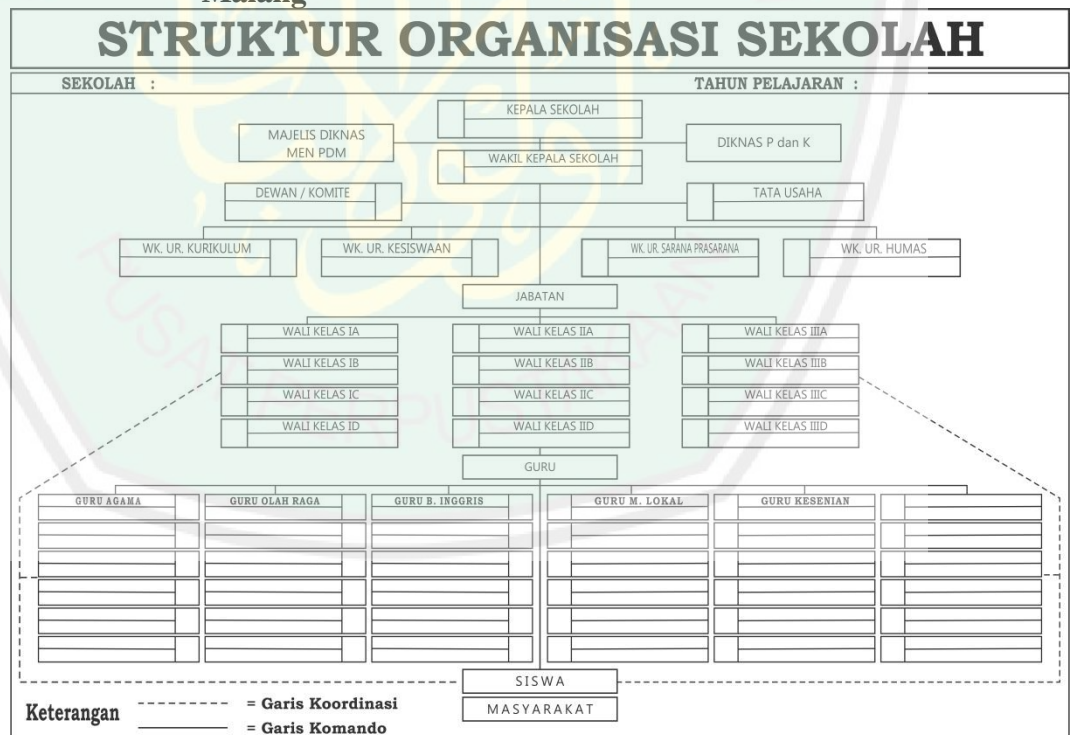 Malang
STRUKTUR ORGANISASI SEKOLAH
SEKOLAH :
TAHUN PELAJARAN :
KEPALA SEKOLAH
MAJELIS DIKNAS
MEN PDM
DIKNAS P dan K
WAKIL KEPALA SEKOLAH
DEWAN / KOMITE
TATA USAHA
WK. UR. KURIKULUM
WK. UR. KESISWAAN
WK. UR. SARANA PRASARANA
WK. UR. HUMAS
JABATAN
WALI KELAS IA
WALI KELAS IIA
WALI KELAS IIIA
WALI KELAS IB
WALI KELAS IIB
WALI KELAS IIIB
WALI KELAS IC
WALI KELAS IIC
WALI KELAS IIIC
WALI KELAS ID
WALI KELAS IID
WALI KELAS IIID
GURU
GURU AGAMA
GURU OLAH RAGA
GURU B. INGGRIS
GURU M. LOKAL
GURU KESENIAN
SISWA
MASYARAKAT
Keterangan
= Garis Koordinasi
= Garis Komando
PUSAT PERPUSTAKAAN